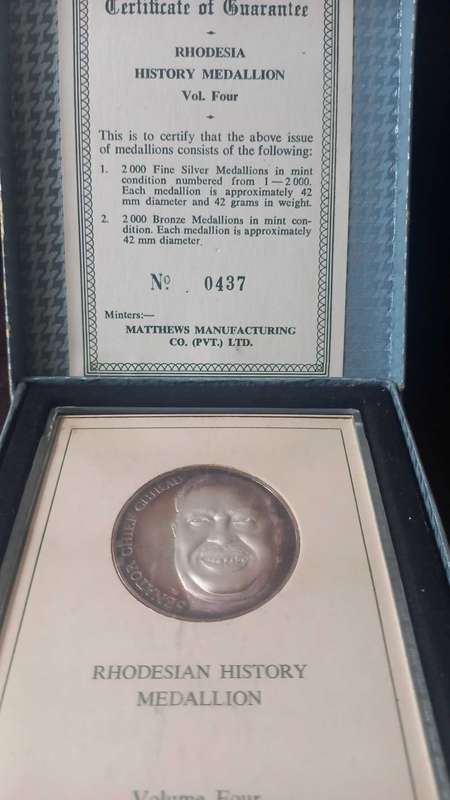 Certificate of Guarantee
RHODESIA
HISTORY MEDALLION
Vol. Four
This is to certify that the above issue
of medallions consists of the following:
1. 2 000 Fine Silver Medallions in mint
condition numbered from 1—2 000.
Each medallion is approximately 42
mm diameter and 42 grams in weight.
2. 2 000 Bronze Medallions in mint con-
dition. Each medallion is approximately
42 mm diameter.
No. 0437
Minters:—
MATTHEWS MANUFACTURING
CO. (PVT.) LTD.
SENATOR CHIEF
RHODESIAN HISTORY
MEDALLION
Volume Four